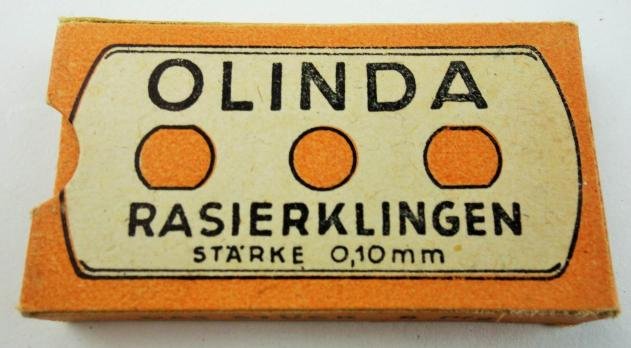 OLINDA
RASIERKLINGEN
STÄRKE 0,10mm